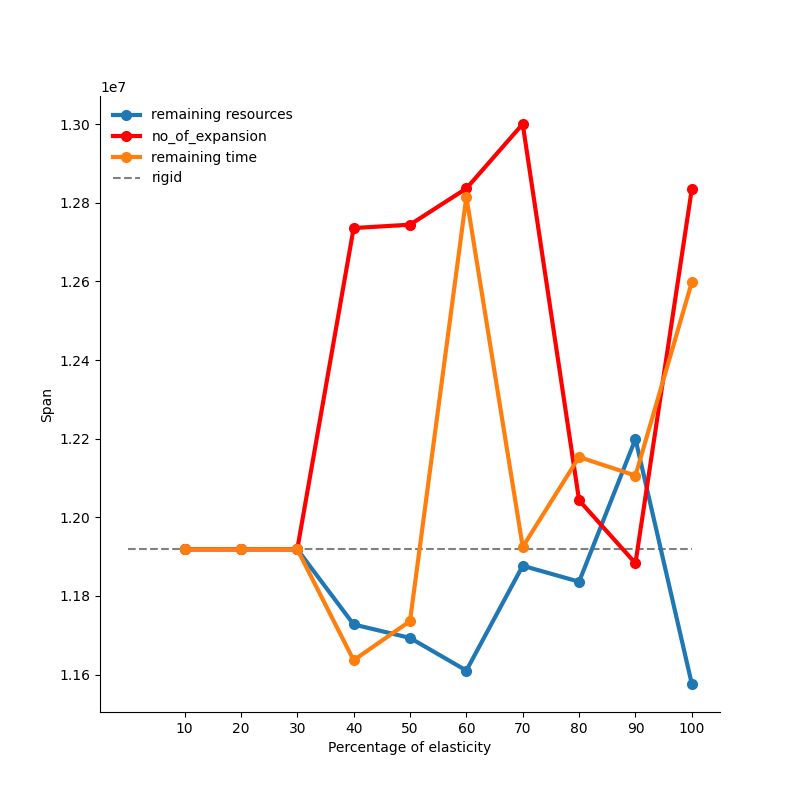 1e7
remaining resources
no_of_expansion
remaining time
rigid
1.30
1.28
1.26
1.24
1.22
1.20
1.18
1.16
Span
10 20 30 40 50 60 70 80 90 100
Percentage of elasticity